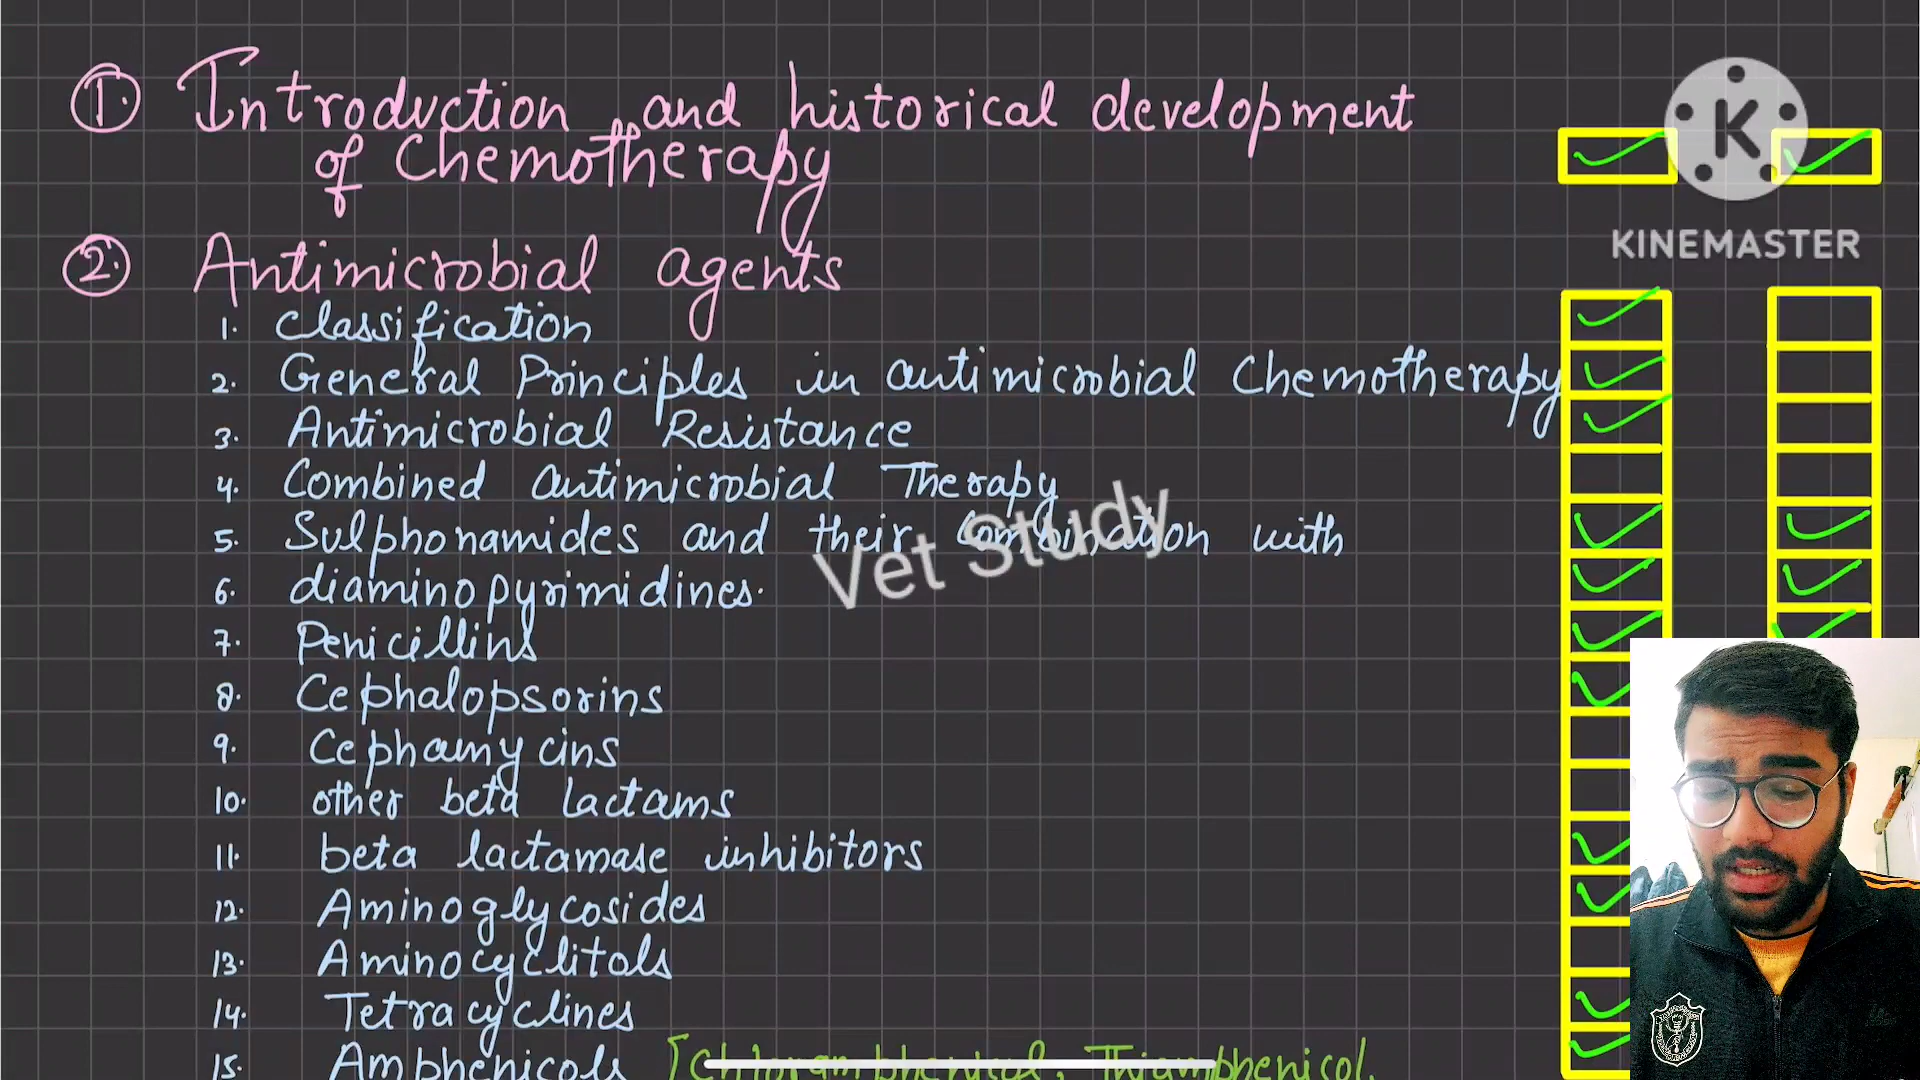 1. Introduction and historical development
of Chemotherapy
K
KINEMASTER
2. Antimicrobial agents
1. Classification
2. General Principles in antimicrobial Chemotherapy
3. Antimicrobial Resistance
4. Combined antimicrobial Therapy
5. Sulphonamides and their Combination with
Vet Study
6. diaminopyrimidines.
7. Penicillins
8. Cephalopsorins
9. Cephamycins
10. other beta lactams
11. beta lactamase inhibitors
12. Aminoglycosides
13. Aminocyclitols
14. Tetracyclines
15. Amphenicols [Chloramphenicol, Thiamphenicol,